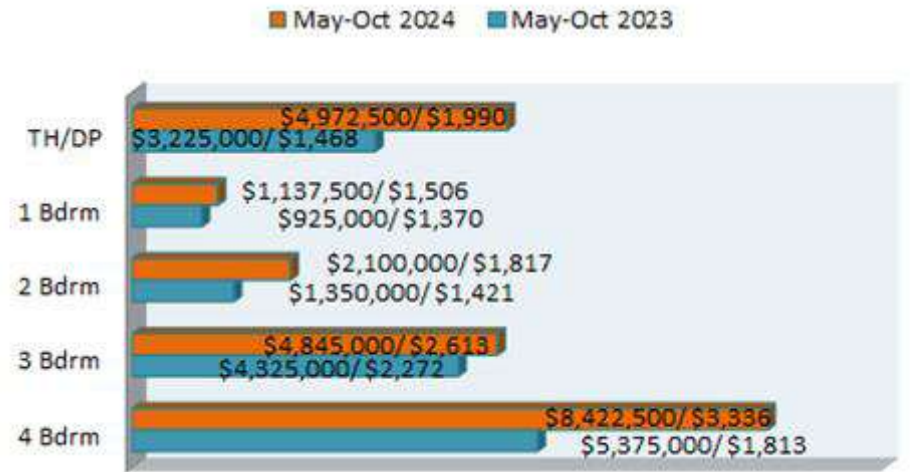 May-Oct 2024 May-Oct 2023
TH/DP
$4,972,500/$1,990
$3,225,000/$1,468
1 Bdrm
$1,137,500/$1,506
$925,000/$1,370
2 Bdrm
$2,100,000/$1,817
$1,350,000/$1,421
3 Bdrm
$4,845,000/$2,613
$4,325,000/$2,272
4 Bdrm
$8,422,500/$3,336
$5,375,000/$1,813